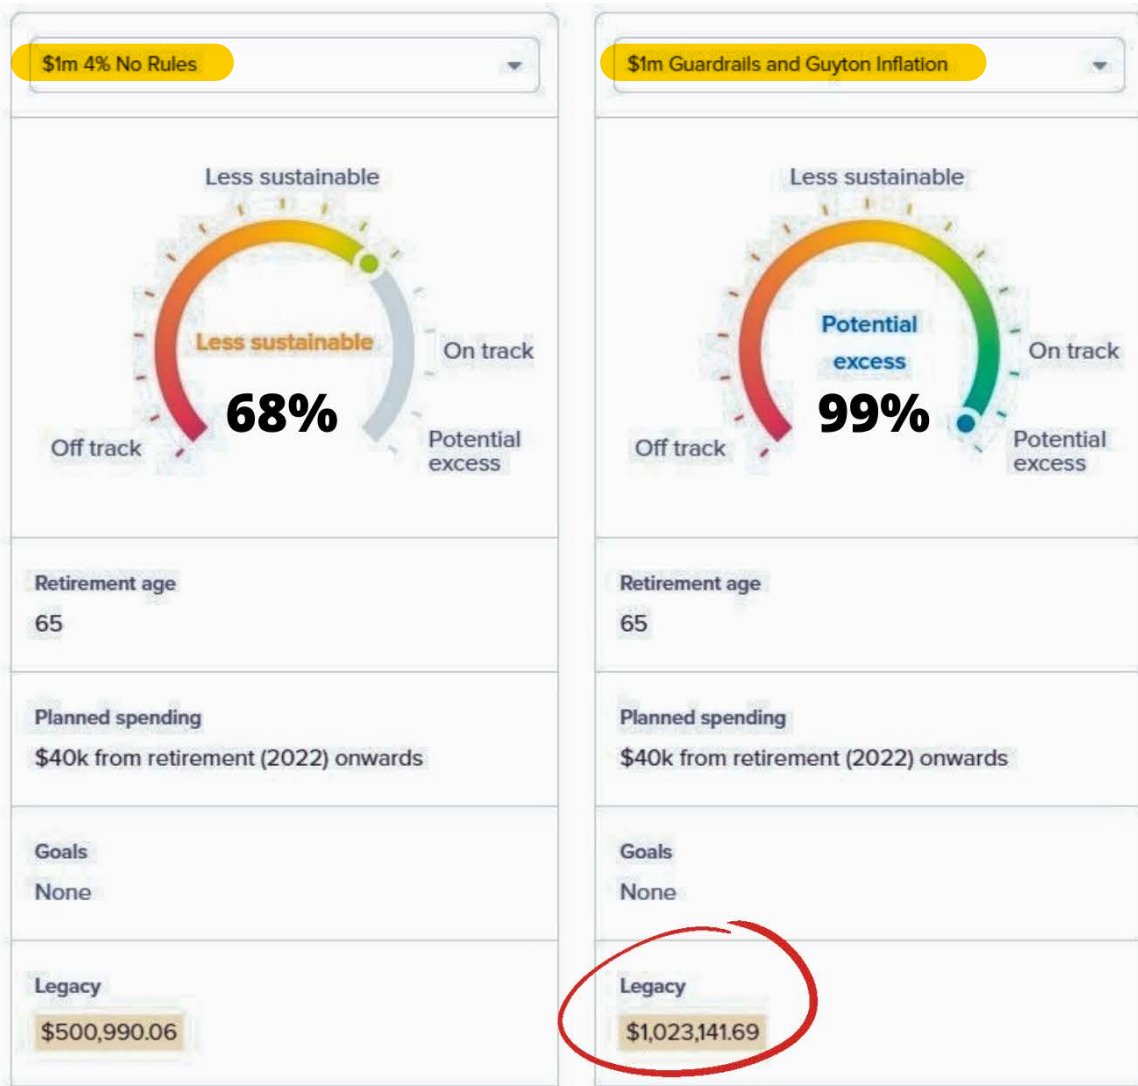 $1m 4% No Rules
Less sustainable
Less sustainable
68%
On track
Off track
Potential
excess
Retirement age
65
Planned spending
$40k from retirement (2022) onwards
Goals
None
Legacy
$500,990.06
$1m Guardrails and Guyton Inflation
Less sustainable
Potential
excess
99%
On track
Off track
Potential
excess
Retirement age
65
Planned spending
$40k from retirement (2022) onwards
Goals
None
Legacy
$1,023,141.69